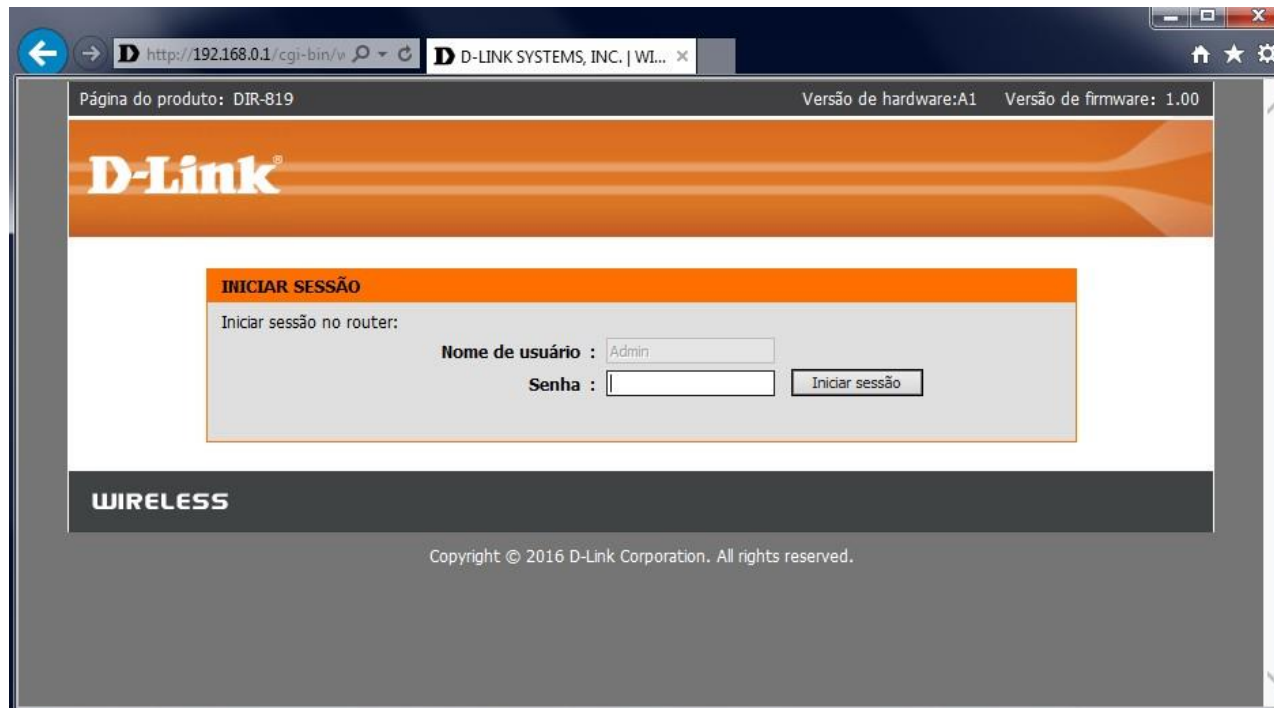 http://192.168.0.1/cgi-bin/w
D-LINK SYSTEMS, INC. | WI...
Página do produto: DIR-819 Versão de hardware:A1 Versão de firmware: 1.00
D-Link®
INICIAR SESSÃO
Iniciar sessão no router:
Nome de usuário : Admin
Senha : Iniciar sessão
WIRELESS
Copyright © 2016 D-Link Corporation. All rights reserved.